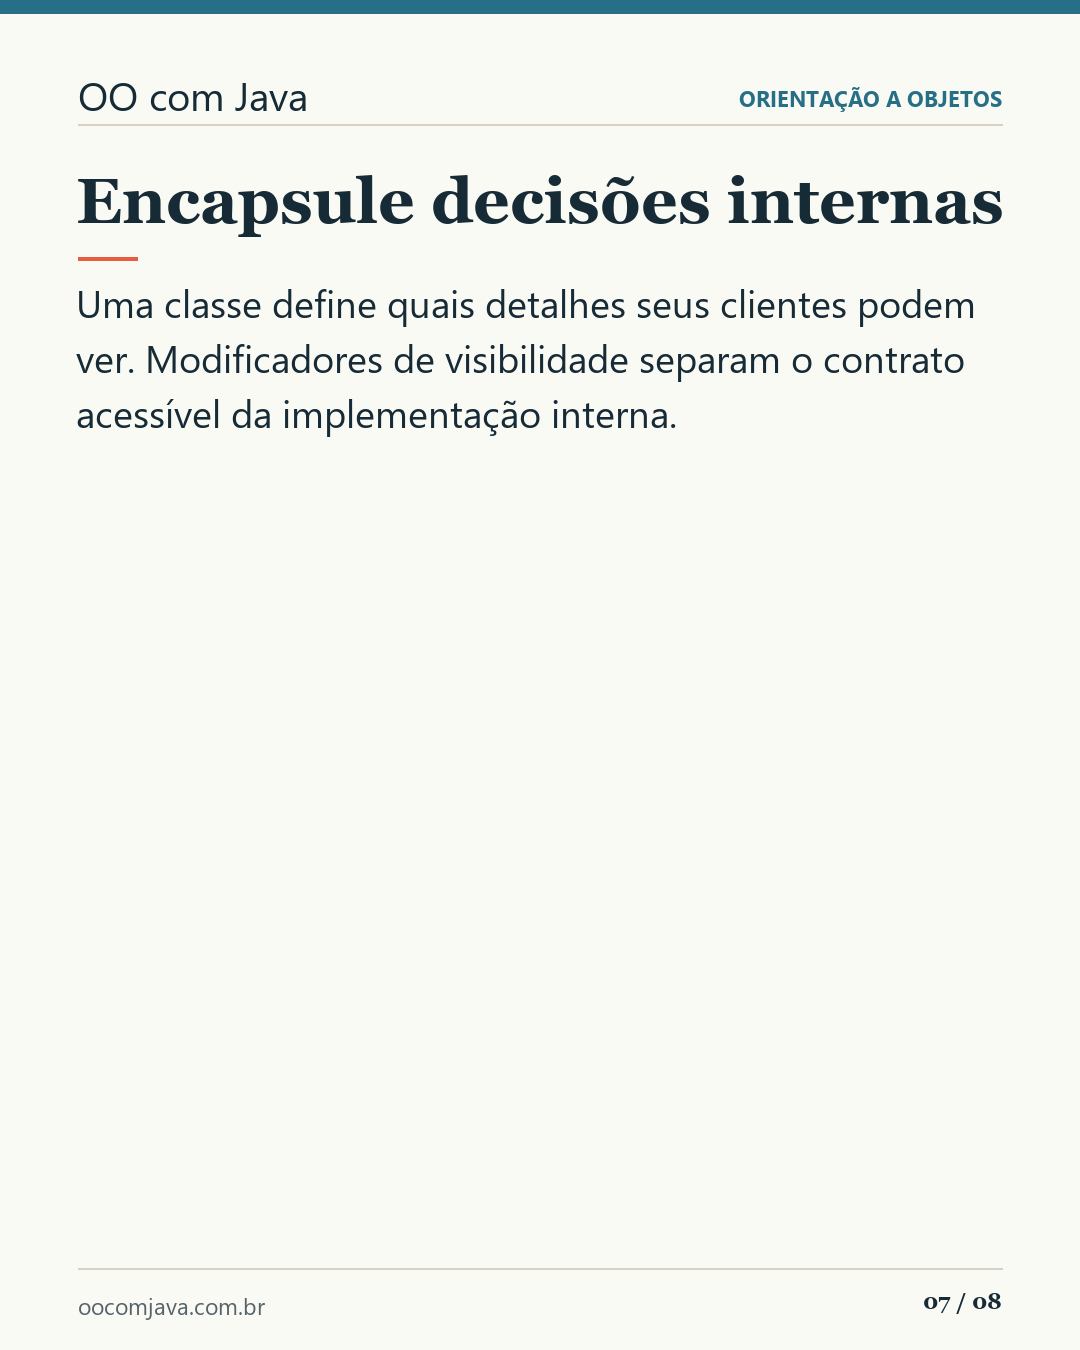 OO com Java
ORIENTAÇÃO A OBJETOS
Encapsule decisões internas
Uma classe define quais detalhes seus clientes podem
ver. Modificadores de visibilidade separam o contrato
acessível da implementação interna.
oocomjava.com.br
07 / 08